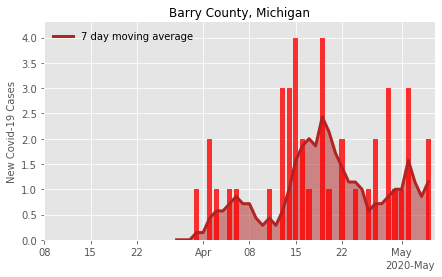 Barry County, Michigan
7 day moving average
New Covid-19 Cases
4.0
3.5
3.0
2.5
2.0
1.5
1.0
0.5
0.0
08 15 22 Apr 08 15 22 May
2020-May